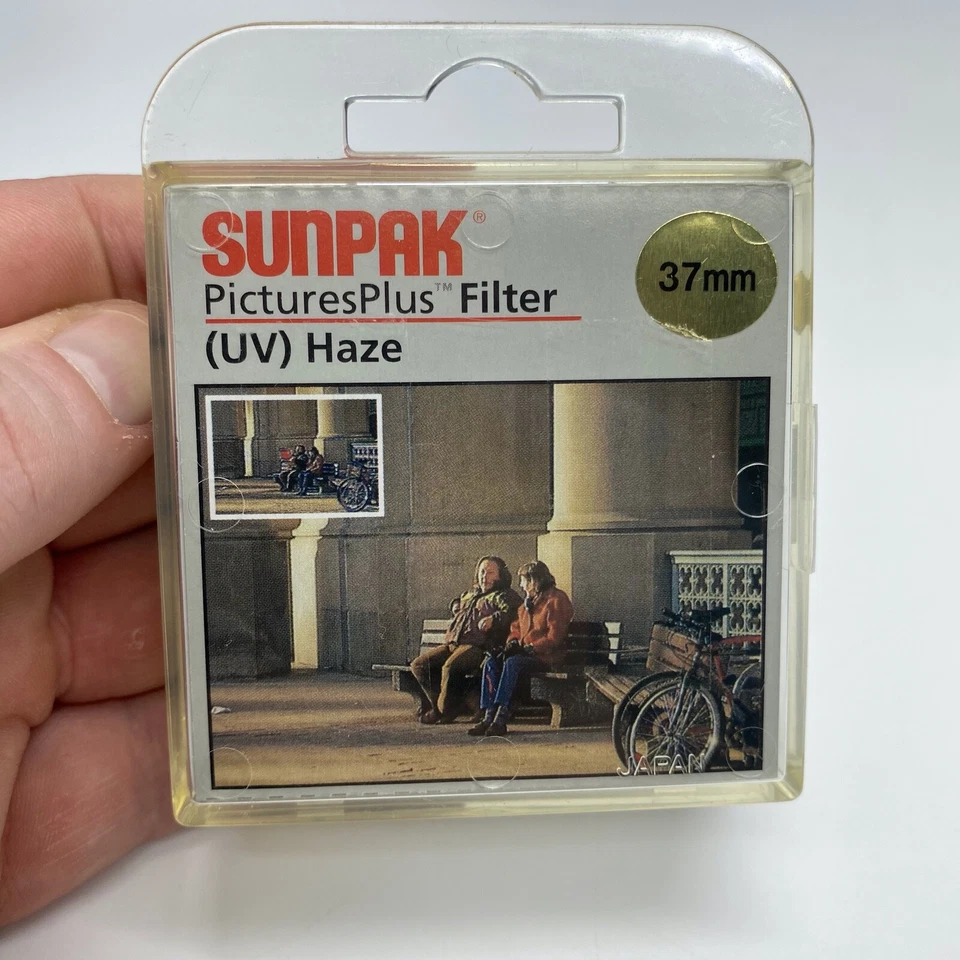 SUNPAK®
PicturesPlus™ Filter
37mm
(UV) Haze
JAPAN